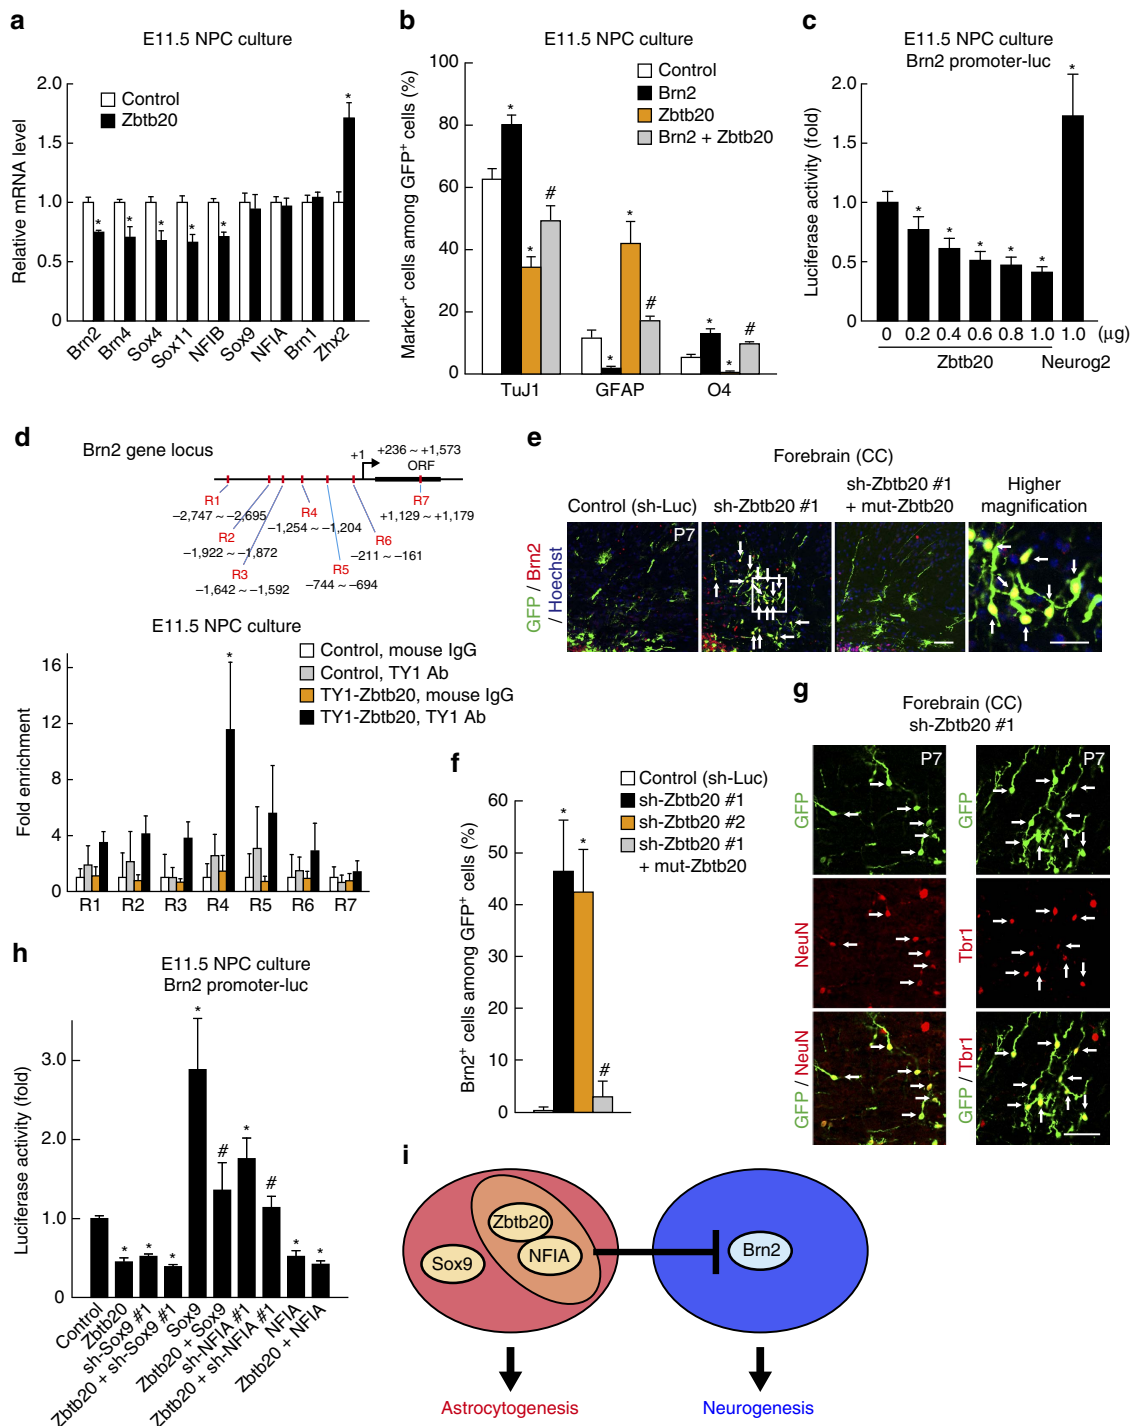 a
E11.5 NPC culture
Relative mRNA level
2.0
1.5
1.0
0.5
0
Control
Zbtb20
*
*
*
*
*
*
Brn2
Brn4
Sox4
Sox11
NFIB
Sox9
NFIA
Brn1
Zhx2
b
E11.5 NPC culture
Marker+ cells among GFP+ cells (%)
100
80
60
40
20
0
Control
Brn2
Zbtb20
Brn2 + Zbtb20
*
*
#
*
*
#
*
*
#
TuJ1
GFAP
O4
c
E11.5 NPC culture
Brn2 promoter-luc
Luciferase activity (fold)
2.0
1.5
1.0
0.5
0
*
*
*
*
*
*
0
0.2
0.4
0.6
0.8
1.0
1.0
(μg)
Zbtb20
Neurog2
d
Brn2 gene locus
+1
+236 ~ +1,573
ORF
R1
−2,747 ~ −2,695
R2
−1,922 ~ −1,872
R3
−1,642 ~ −1,592
R4
−1,254 ~ −1,204
R5
−744 ~ −694
R6
−211 ~ −161
R7
+1,129 ~ +1,179
E11.5 NPC culture
Fold enrichment
16
12
8
4
0
Control, mouse IgG
Control, TY1 Ab
TY1-Zbtb20, mouse IgG
TY1-Zbtb20, TY1 Ab
*
R1
R2
R3
R4
R5
R6
R7
e
Forebrain (CC)
Control (sh-Luc)
sh-Zbtb20 #1
sh-Zbtb20 #1
+ mut-Zbtb20
Higher
magnification
GFP / Brn2
/ Hoechst
P7
f
Control (sh-Luc)
sh-Zbtb20 #1
sh-Zbtb20 #2
sh-Zbtb20 #1
+ mut-Zbtb20
Brn2+ cells among GFP+ cells (%)
60
50
40
30
20
10
0
*
*
#
g
Forebrain (CC)
sh-Zbtb20 #1
P7
P7
GFP
GFP
NeuN
Tbr1
GFP / NeuN
GFP / Tbr1
h
E11.5 NPC culture
Brn2 promoter-luc
Luciferase activity (fold)
3.0
2.0
1.0
0
*
*
*
*
#
*
#
*
*
Control
Zbtb20
sh-Sox9 #1
Zbtb20 + sh-Sox9 #1
Sox9
Zbtb20 + Sox9
sh-NFIA #1
Zbtb20 + sh-NFIA #1
NFIA
Zbtb20 + NFIA
i
Zbtb20
NFIA
Sox9
Brn2
Astrocytogenesis
Neurogenesis